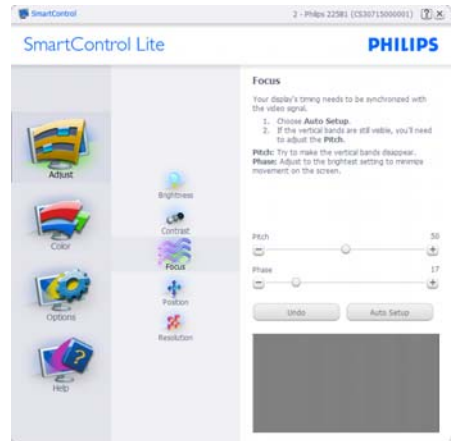 SmartControl
2 - Philips 225B1 (CS30715000001)
SmartControl Lite
PHILIPS
Adjust
Color
Options
Help
Brightness
Contrast
Focus
Position
Resolution
Focus
Your display's timing needs to be synchronized with
the video signal.
1. Choose Auto Setup.
2. If the vertical bands are still visible, you'll need
to adjust the Pitch.
Pitch: Try to make the vertical bands disappear.
Phase: Adjust to the brightest setting to minimize
movement on the screen.
Pitch 50
Phase 17
Undo
Auto Setup